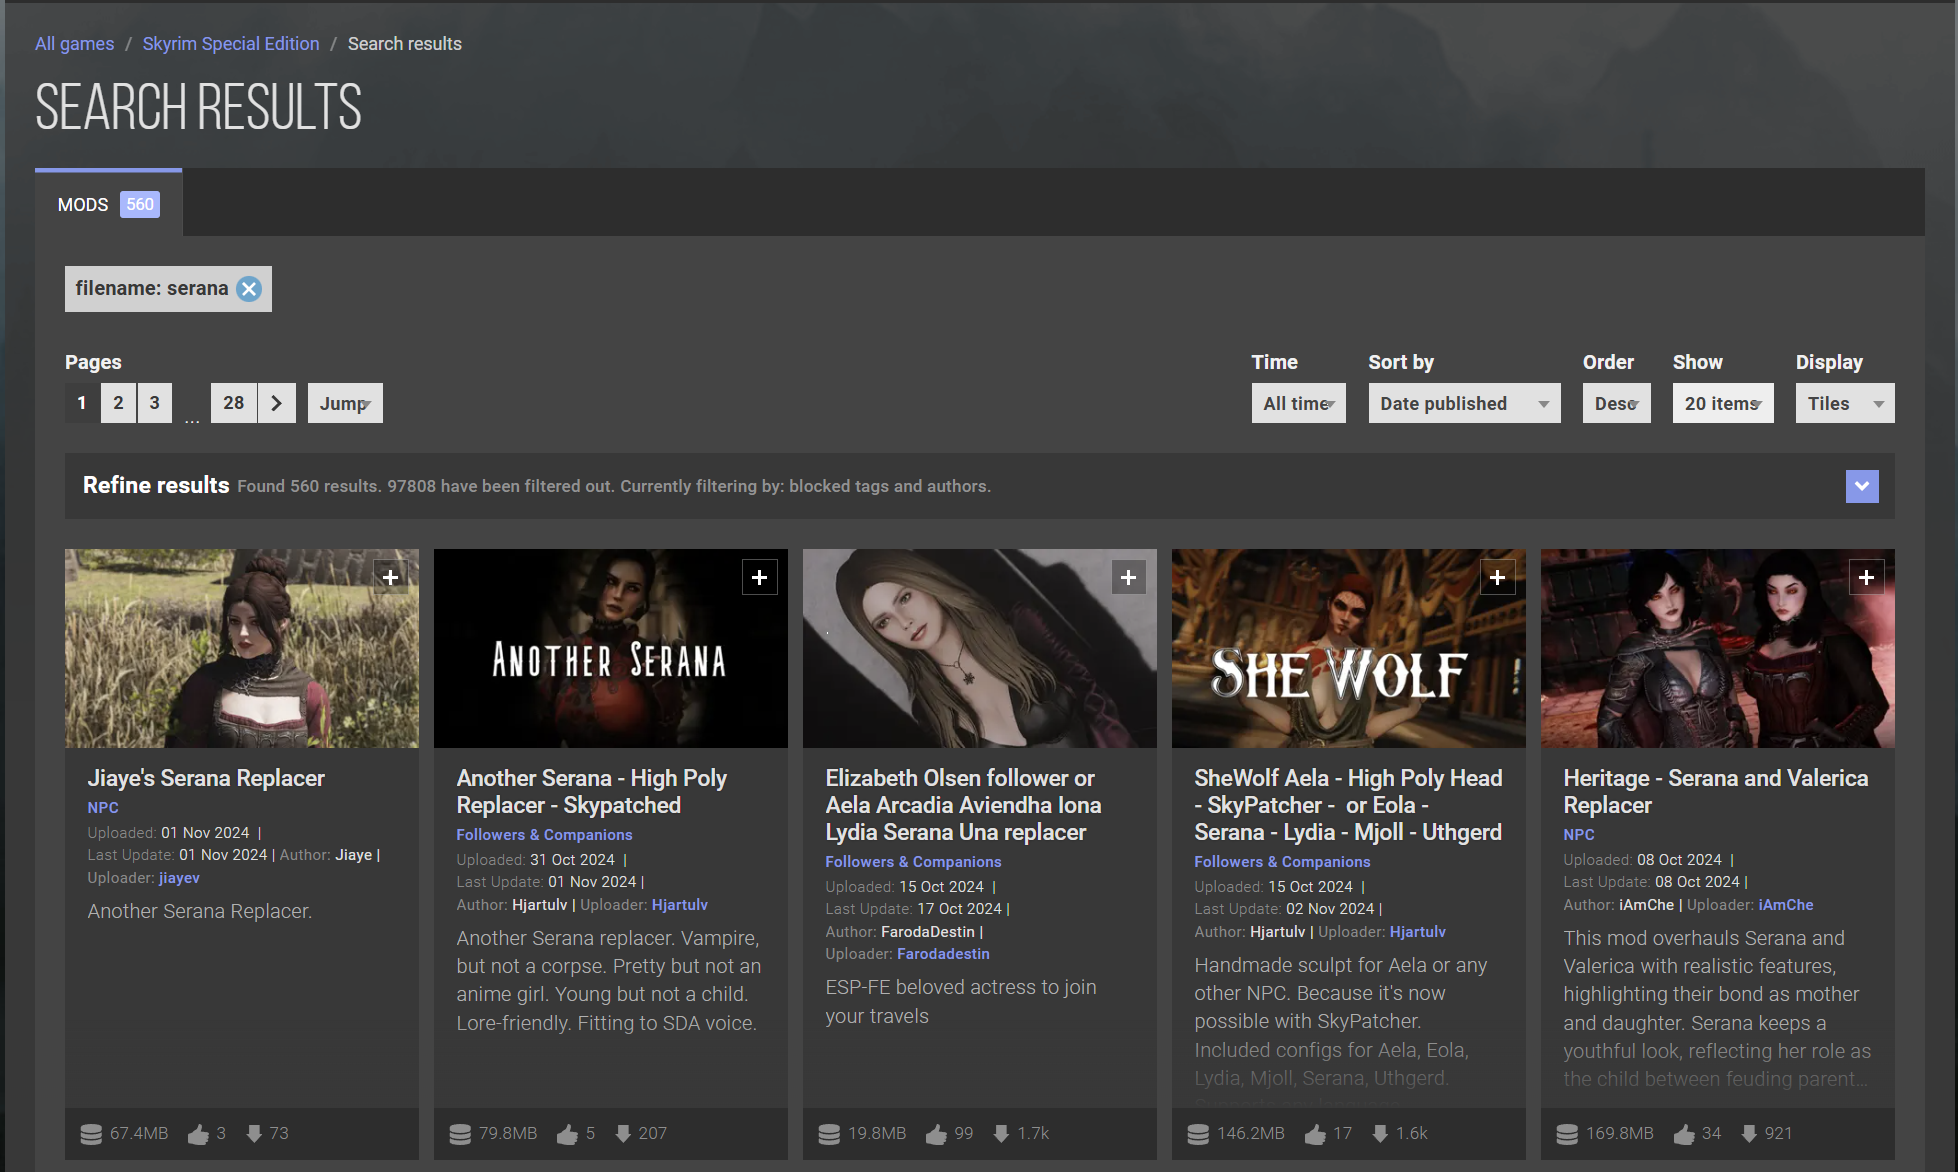 All games / Skyrim Special Edition / Search results
SEARCH RESULTS
MODS 560
filename: serana
Pages
1 2 3 ... 28 Jump
Time
All time
Sort by
Date published
Order
Desc
Show
20 items
Display
Tiles
Refine results Found 560 results. 97808 have been filtered out. Currently filtering by: blocked tags and authors.
Jiaye's Serana Replacer
NPC
Uploaded: 01 Nov 2024 |
Last Update: 01 Nov 2024 | Author: Jiaye |
Uploader: jiayev
Another Serana Replacer.
67.4MB 3 73
ANOTHER SERANA
Another Serana - High Poly
Replacer - Skypatched
Followers & Companions
Uploaded: 31 Oct 2024 |
Last Update: 01 Nov 2024 |
Author: Hjartulv | Uploader: Hjartulv
Another Serana replacer. Vampire,
but not a corpse. Pretty but not an
anime girl. Young but not a child.
Lore-friendly. Fitting to SDA voice.
79.8MB 5 207
Elizabeth Olsen follower or
Aela Arcadia Aviendha Iona
Lydia Serana Una replacer
Followers & Companions
Uploaded: 15 Oct 2024 |
Last Update: 17 Oct 2024 |
Author: FarodaDestin |
Uploader: Farodadestin
ESP-FE beloved actress to join
your travels
19.8MB 99 1.7k
SHE WOLF
SheWolf Aela - High Poly Head
- SkyPatcher - or Eola -
Serana - Lydia - Mjoll - Uthgerd
Followers & Companions
Uploaded: 15 Oct 2024 |
Last Update: 02 Nov 2024 |
Author: Hjartulv | Uploader: Hjartulv
Handmade sculpt for Aela or any
other NPC. Because it's now
possible with SkyPatcher.
Included configs for Aela, Eola,
Lydia, Mjoll, Serana, Uthgerd.
146.2MB 17 1.6k
Heritage - Serana and Valerica
Replacer
NPC
Uploaded: 08 Oct 2024 |
Last Update: 08 Oct 2024 |
Author: iAmChe | Uploader: iAmChe
This mod overhauls Serana and
Valerica with realistic features,
highlighting their bond as mother
and daughter. Serana keeps a
youthful look, reflecting her role as
the child between feuding parent...
169.8MB 34 921